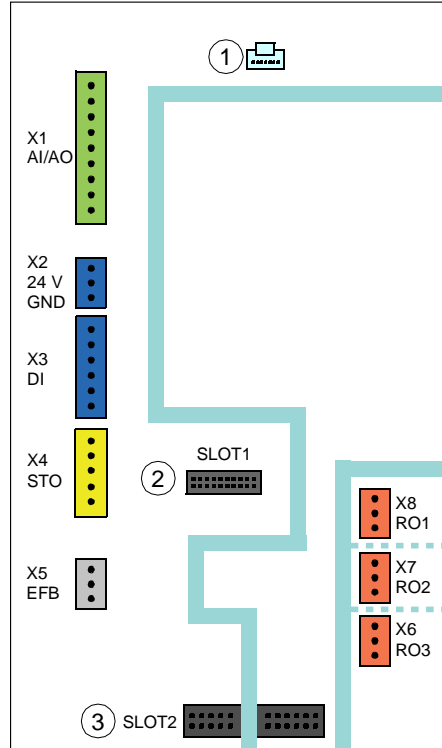 1
X1
AI/AO
X2
24 V
GND
X3
DI
X4
STO
SLOT1
2
X8
RO1
X7
RO2
X5
EFB
X6
RO3
3 SLOT2